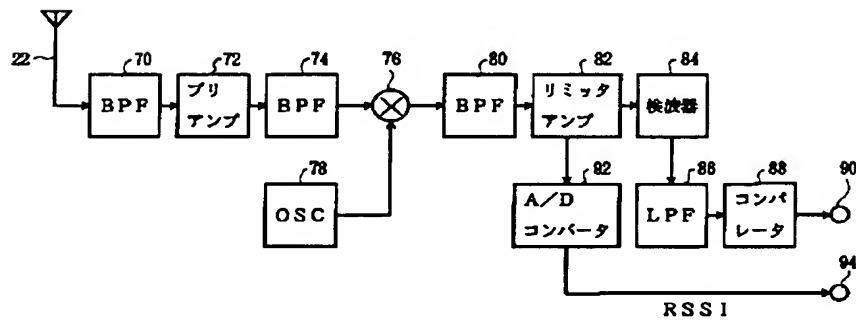 22
70
BPF
72
プリ
アンプ
74
BPF
76
78
OSC
80
BPF
82
リミッタ
アンプ
84
検波器
92
A/D
コンバータ
86
LPF
88
コンパ
レータ
90
94
RSSI